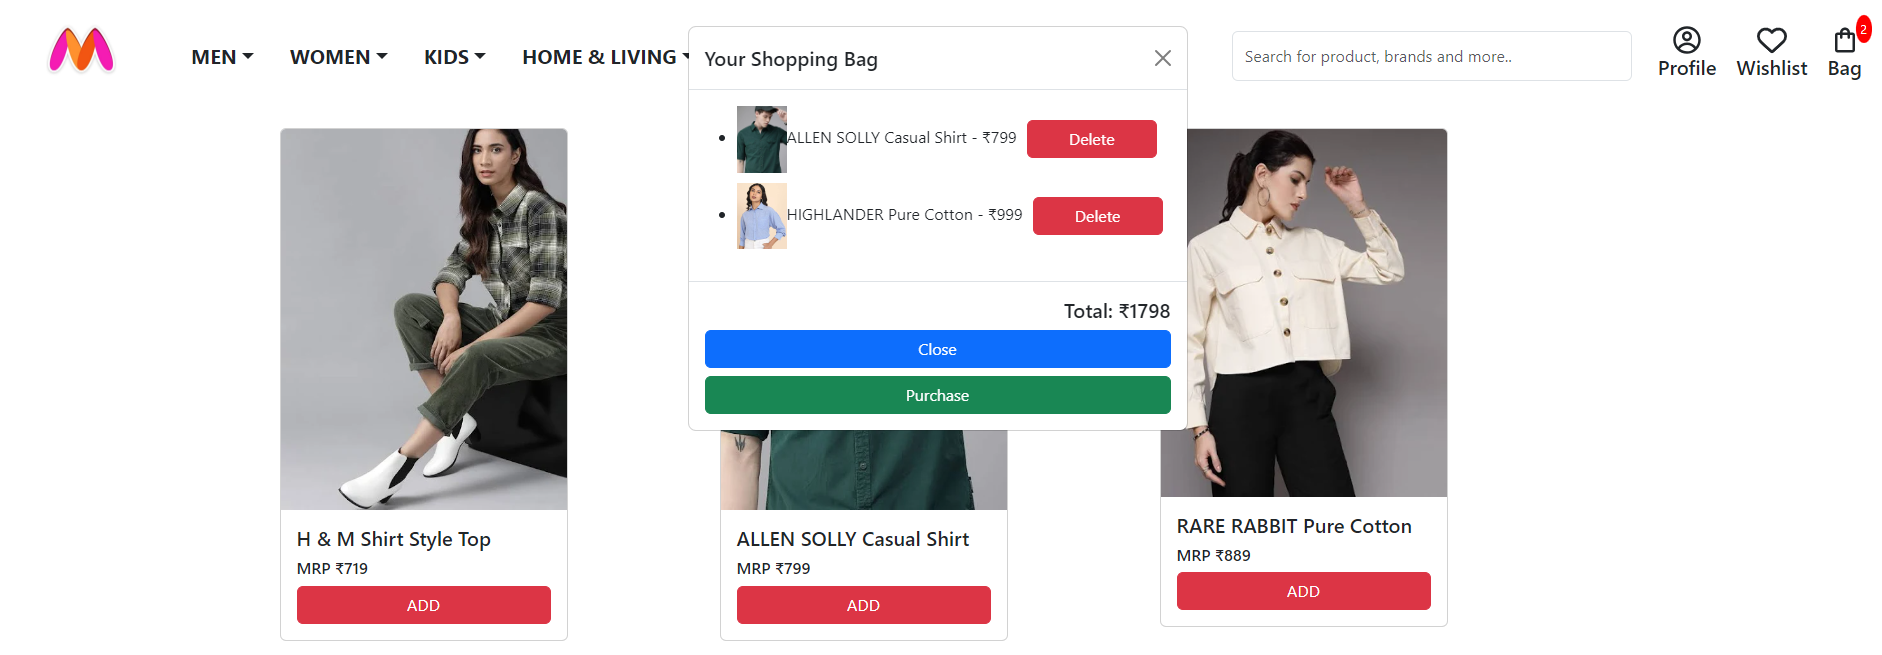 MEN
WOMEN
KIDS
HOME & LIVING
Your Shopping Bag
Search for product, brands and more..
Profile
Wishlist
2
Bag
ALLEN SOLLY Casual Shirt - ₹799
Delete
HIGHLANDER Pure Cotton - ₹999
Delete
Total: ₹1798
Close
Purchase
H & M Shirt Style Top
MRP ₹719
ADD
ALLEN SOLLY Casual Shirt
MRP ₹799
ADD
RARE RABBIT Pure Cotton
MRP ₹889
ADD